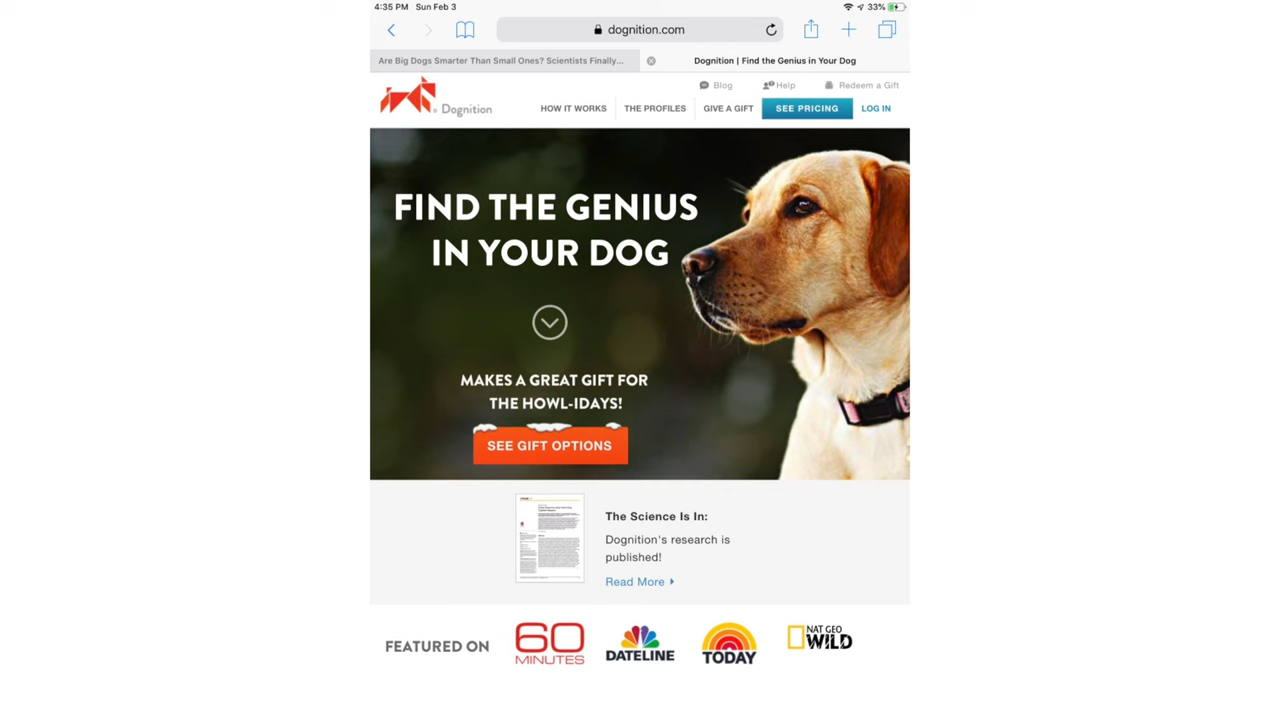 4:35 PM Sun Feb 3
33%
dognition.com
Are Big Dogs Smarter Than Small Ones? Scientists Finally...
Dognition | Find the Genius in Your Dog
Blog
Help
Redeem a Gift
Dognition
HOW IT WORKS
THE PROFILES
GIVE A GIFT
SEE PRICING
LOG IN
FIND THE GENIUS
IN YOUR DOG
MAKES A GREAT GIFT FOR
THE HOWL-IDAYS!
SEE GIFT OPTIONS
The Science Is In:
Dognition's research is
published!
Read More
FEATURED ON
60
MINUTES
DATELINE
TODAY
NAT GEO
WILD